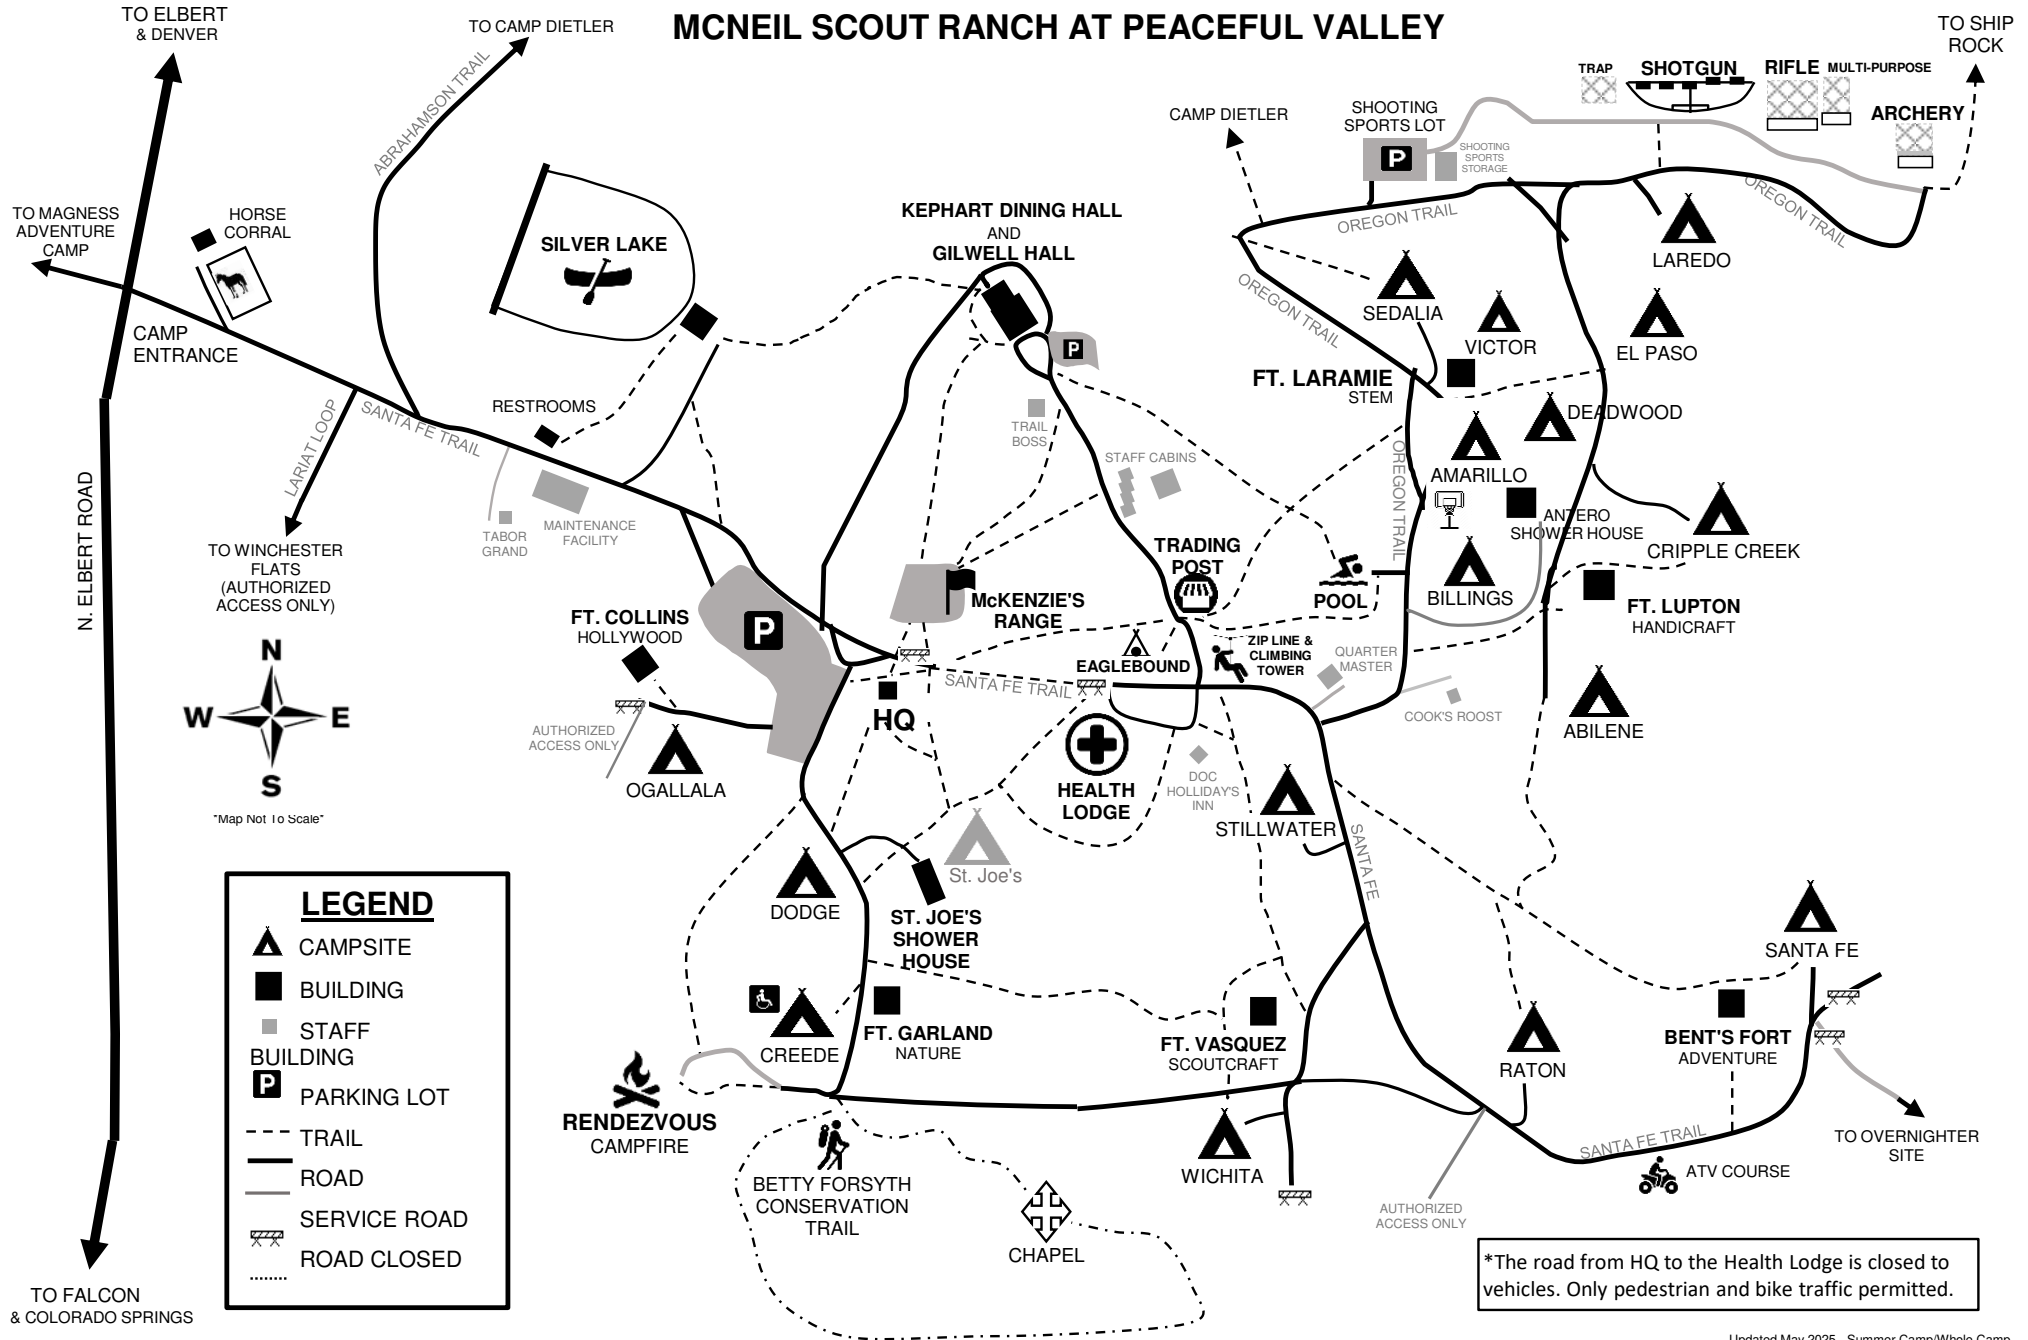 MCNEIL SCOUT RANCH AT PEACEFUL VALLEY
TO ELBERT
& DENVER
TO CAMP DIETLER
ABRAHAMSON TRAIL
TO SHIP
ROCK
TRAP
SHOTGUN
RIFLE
MULTI-PURPOSE
ARCHERY
CAMP DIETLER
SHOOTING
SPORTS LOT
P
SHOOTING
SPORTS
STORAGE
OREGON TRAIL
OREGON TRAIL
LAREDO
TO MAGNESS
ADVENTURE
CAMP
HORSE
CORRAL
CAMP
ENTRANCE
SILVER LAKE
KEPHART DINING HALL
AND
GILWELL HALL
P
OREGON TRAIL
SEDALIA
VICTOR
EL PASO
FT. LARAMIE
STEM
DEADWOOD
AMARILLO
OREGON TRAIL
ANTERO
SHOWER HOUSE
CRIPPLE CREEK
BILLINGS
FT. LUPTON
HANDICRAFT
ABILENE
N. ELBERT ROAD
LARIAT LOOP
SANTA FE TRAIL
RESTROOMS
TABOR
GRAND
MAINTENANCE
FACILITY
TO WINCHESTER
FLATS
(AUTHORIZED
ACCESS ONLY)
TRAIL
BOSS
STAFF CABINS
TRADING
POST
POOL
McKENZIE'S
RANGE
EAGLEBOUND
ZIP LINE &
CLIMBING
TOWER
QUARTER
MASTER
COOK'S ROOST
FT. COLLINS
HOLLYWOOD
P
N
W
E
S
"Map Not To Scale"
AUTHORIZED
ACCESS ONLY
OGALLALA
HQ
SANTA FE TRAIL
HEALTH
LODGE
DOC
HOLLIDAY'S
INN
STILLWATER
SANTA FE
St. Joe's
DODGE
ST. JOE'S
SHOWER
HOUSE
CREEDE
FT. GARLAND
NATURE
FT. VASQUEZ
SCOUTCRAFT
RATON
SANTA FE
BENT'S FORT
ADVENTURE
RENDEZVOUS
CAMPFIRE
BETTY FORSYTH
CONSERVATION
TRAIL
CHAPEL
WICHITA
AUTHORIZED
ACCESS ONLY
SANTA FE TRAIL
ATV COURSE
TO OVERNIGHTER
SITE
LEGEND
CAMPSITE
BUILDING
STAFF
BUILDING
P
PARKING LOT
TRAIL
ROAD
SERVICE ROAD
ROAD CLOSED
TO FALCON
& COLORADO SPRINGS
*The road from HQ to the Health Lodge is closed to
vehicles. Only pedestrian and bike traffic permitted.
Updated May 2025 - Summer Camp/Whole Camp